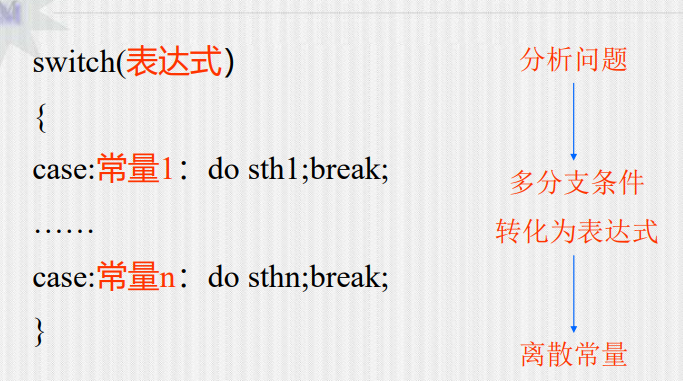 M
switch(表达式）
{
case:常量1：do sth1;break;
……
case:常量n：do sthn;break;
}
分析问题
多分支条件
转化为表达式
离散常量